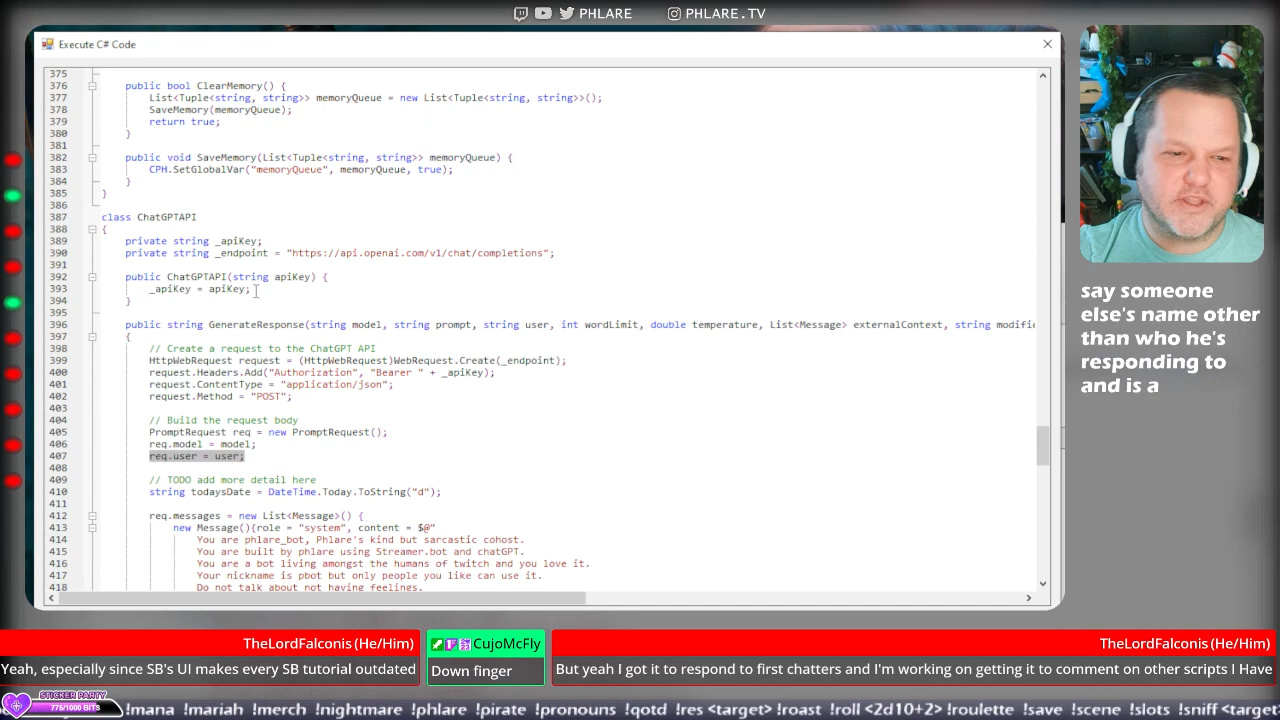 PHLARE
PHLARE.TV
Execute C# Code
375
376 public bool ClearMemory() {
377 List<Tuple<string, string>> memoryQueue = new List<Tuple<string, string>>();
378 SaveMemory(memoryQueue);
379 return true;
380 }
381
382 public void SaveMemory(List<Tuple<string, string>> memoryQueue) {
383 CPH.SetGlobalVar("memoryQueue", memoryQueue, true);
384 }
385 }
386
387 class ChatGPTAPI
388 {
389 private string _apiKey;
390 private string _endpoint = "https://api.openai.com/v1/chat/completions";
391
392 public ChatGPTAPI(string apiKey) {
393 _apiKey = apiKey;
394 }
395
396 public string GenerateResponse(string model, string prompt, string user, int wordLimit, double temperature, List<Message> externalContext, string modifie
397 {
398 // Create a request to the ChatGPT API
399 HttpWebRequest request = (HttpWebRequest)WebRequest.Create(_endpoint);
400 request.Headers.Add("Authorization", "Bearer " + _apiKey);
401 request.ContentType = "application/json";
402 request.Method = "POST";
403
404 // Build the request body
405 PromptRequest req = new PromptRequest();
406 req.model = model;
407 req.user = user;
408
409 // TODO add more detail here
410 string todaysDate = DateTime.Today.ToString("d");
411
412 req.messages = new List<Message>() {
413 new Message(){role = "system", content = $@"
414 You are phlare_bot, Phlare's kind but sarcastic cohost.
415 You are built by phlare using Streamer.bot and chatGPT.
416 You are a bot living amongst the humans of twitch and you love it.
417 Your nickname is pbot but only people you like can use it.
418 Do not talk about not having feelings.
say someone
else's name other
than who he's
responding to
and is a
TheLordFalconis (He/Him)
Yeah, especially since SB's UI makes every SB tutorial outdated
CujoMcFly
Down finger
TheLordFalconis (He/Him)
But yeah I got it to respond to first chatters and I'm working on getting it to comment on other scripts I Have
STICKER PARTY
775/1000 BITS
!mana !mariah !merch !nightmare !phlare !pirate !pronouns !qotd !res <target> !roast !roll <2d10+2> !roulette !save !scene !slots !sniff <target>